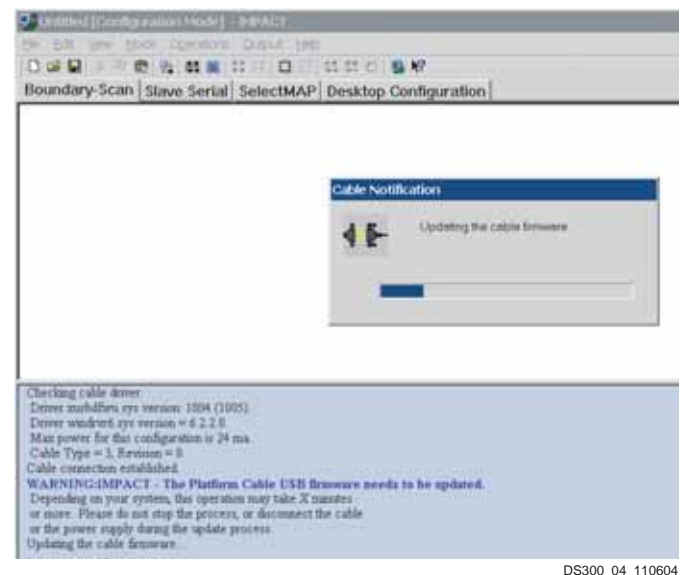 Untitled [Configuration Mode] - iMPACT
File Edit View Mode Operations Output Help
Boundary-Scan Slave Serial SelectMAP Desktop Configuration
Cable Notification
Updating the cable firmware.
Checking cable driver.
Driver version: 1004 (1005).
Driver windrvr6.sys version = 6.2.2.0.
Max power for this configuration is 24 ma.
Cable Type = 3, Revision = 0.
Cable connection established.
WARNING:iMPACT - The Platform Cable USB firmware needs to be updated.
Depending on your system, this operation may take X minutes
or more. Please do not stop the process, or disconnect the cable
or the power supply during the update process.
Updating the cable firmware...
DS300_04_110604